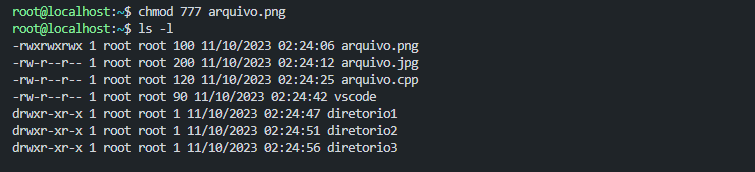 root@localhost:~$ chmod 777 arquivo.png
root@localhost:~$ ls -l
-rwxrwxrwx 1 root root 100 11/10/2023 02:24:06 arquivo.png
-rw-r--r-- 1 root root 200 11/10/2023 02:24:12 arquivo.jpg
-rw-r--r-- 1 root root 120 11/10/2023 02:24:25 arquivo.cpp
-rw-r--r-- 1 root root 90 11/10/2023 02:24:42 vscode
drwxr-xr-x 1 root root 1 11/10/2023 02:24:47 diretorio1
drwxr-xr-x 1 root root 1 11/10/2023 02:24:51 diretorio2
drwxr-xr-x 1 root root 1 11/10/2023 02:24:56 diretorio3